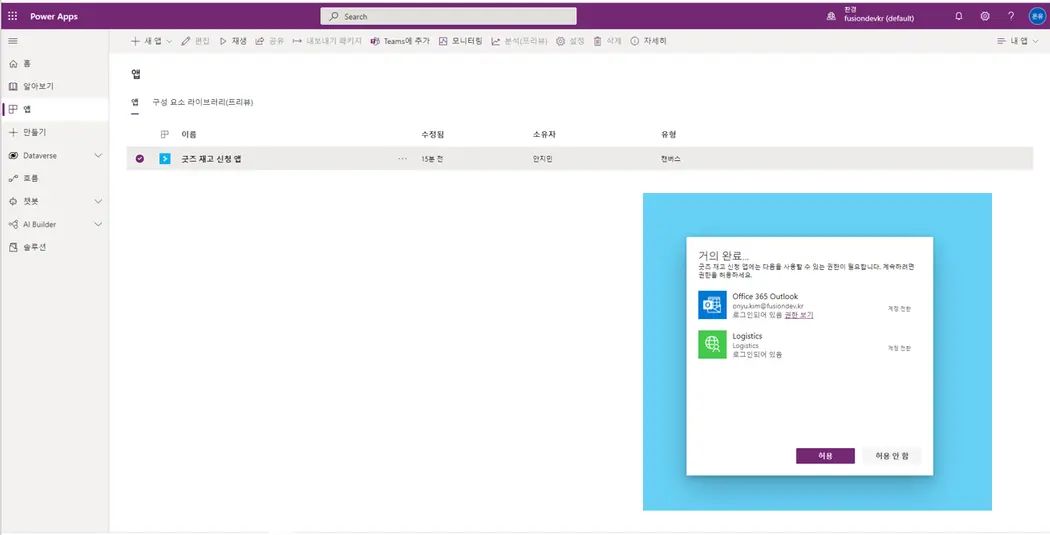 Power Apps
Search
환경
fusiondevkr (default)
온유
새 앱
편집
재생
공유
내보내기 패키지
Teams에 추가
모니터링
분석(프리뷰)
설정
삭제
자세히
내 앱
홈
알아보기
앱
만들기
Dataverse
흐름
챗봇
AI Builder
솔루션
앱
앱
구성 요소 라이브러리(프리뷰)
이름
수정됨
소유자
유형
굿즈 재고 신청 앱
...
15분 전
안지민
캔버스
거의 완료...
굿즈 재고 신청 앱에는 다음을 사용할 수 있는 권한이 필요합니다. 계속하려면
권한을 허용하세요.
Office 365 Outlook
onyu.kim@fusiondev.kr
로그인되어 있음 권한 보기
계정 전환
Logistics
Logistics
로그인되어 있음
계정 전환
허용
허용 안 함